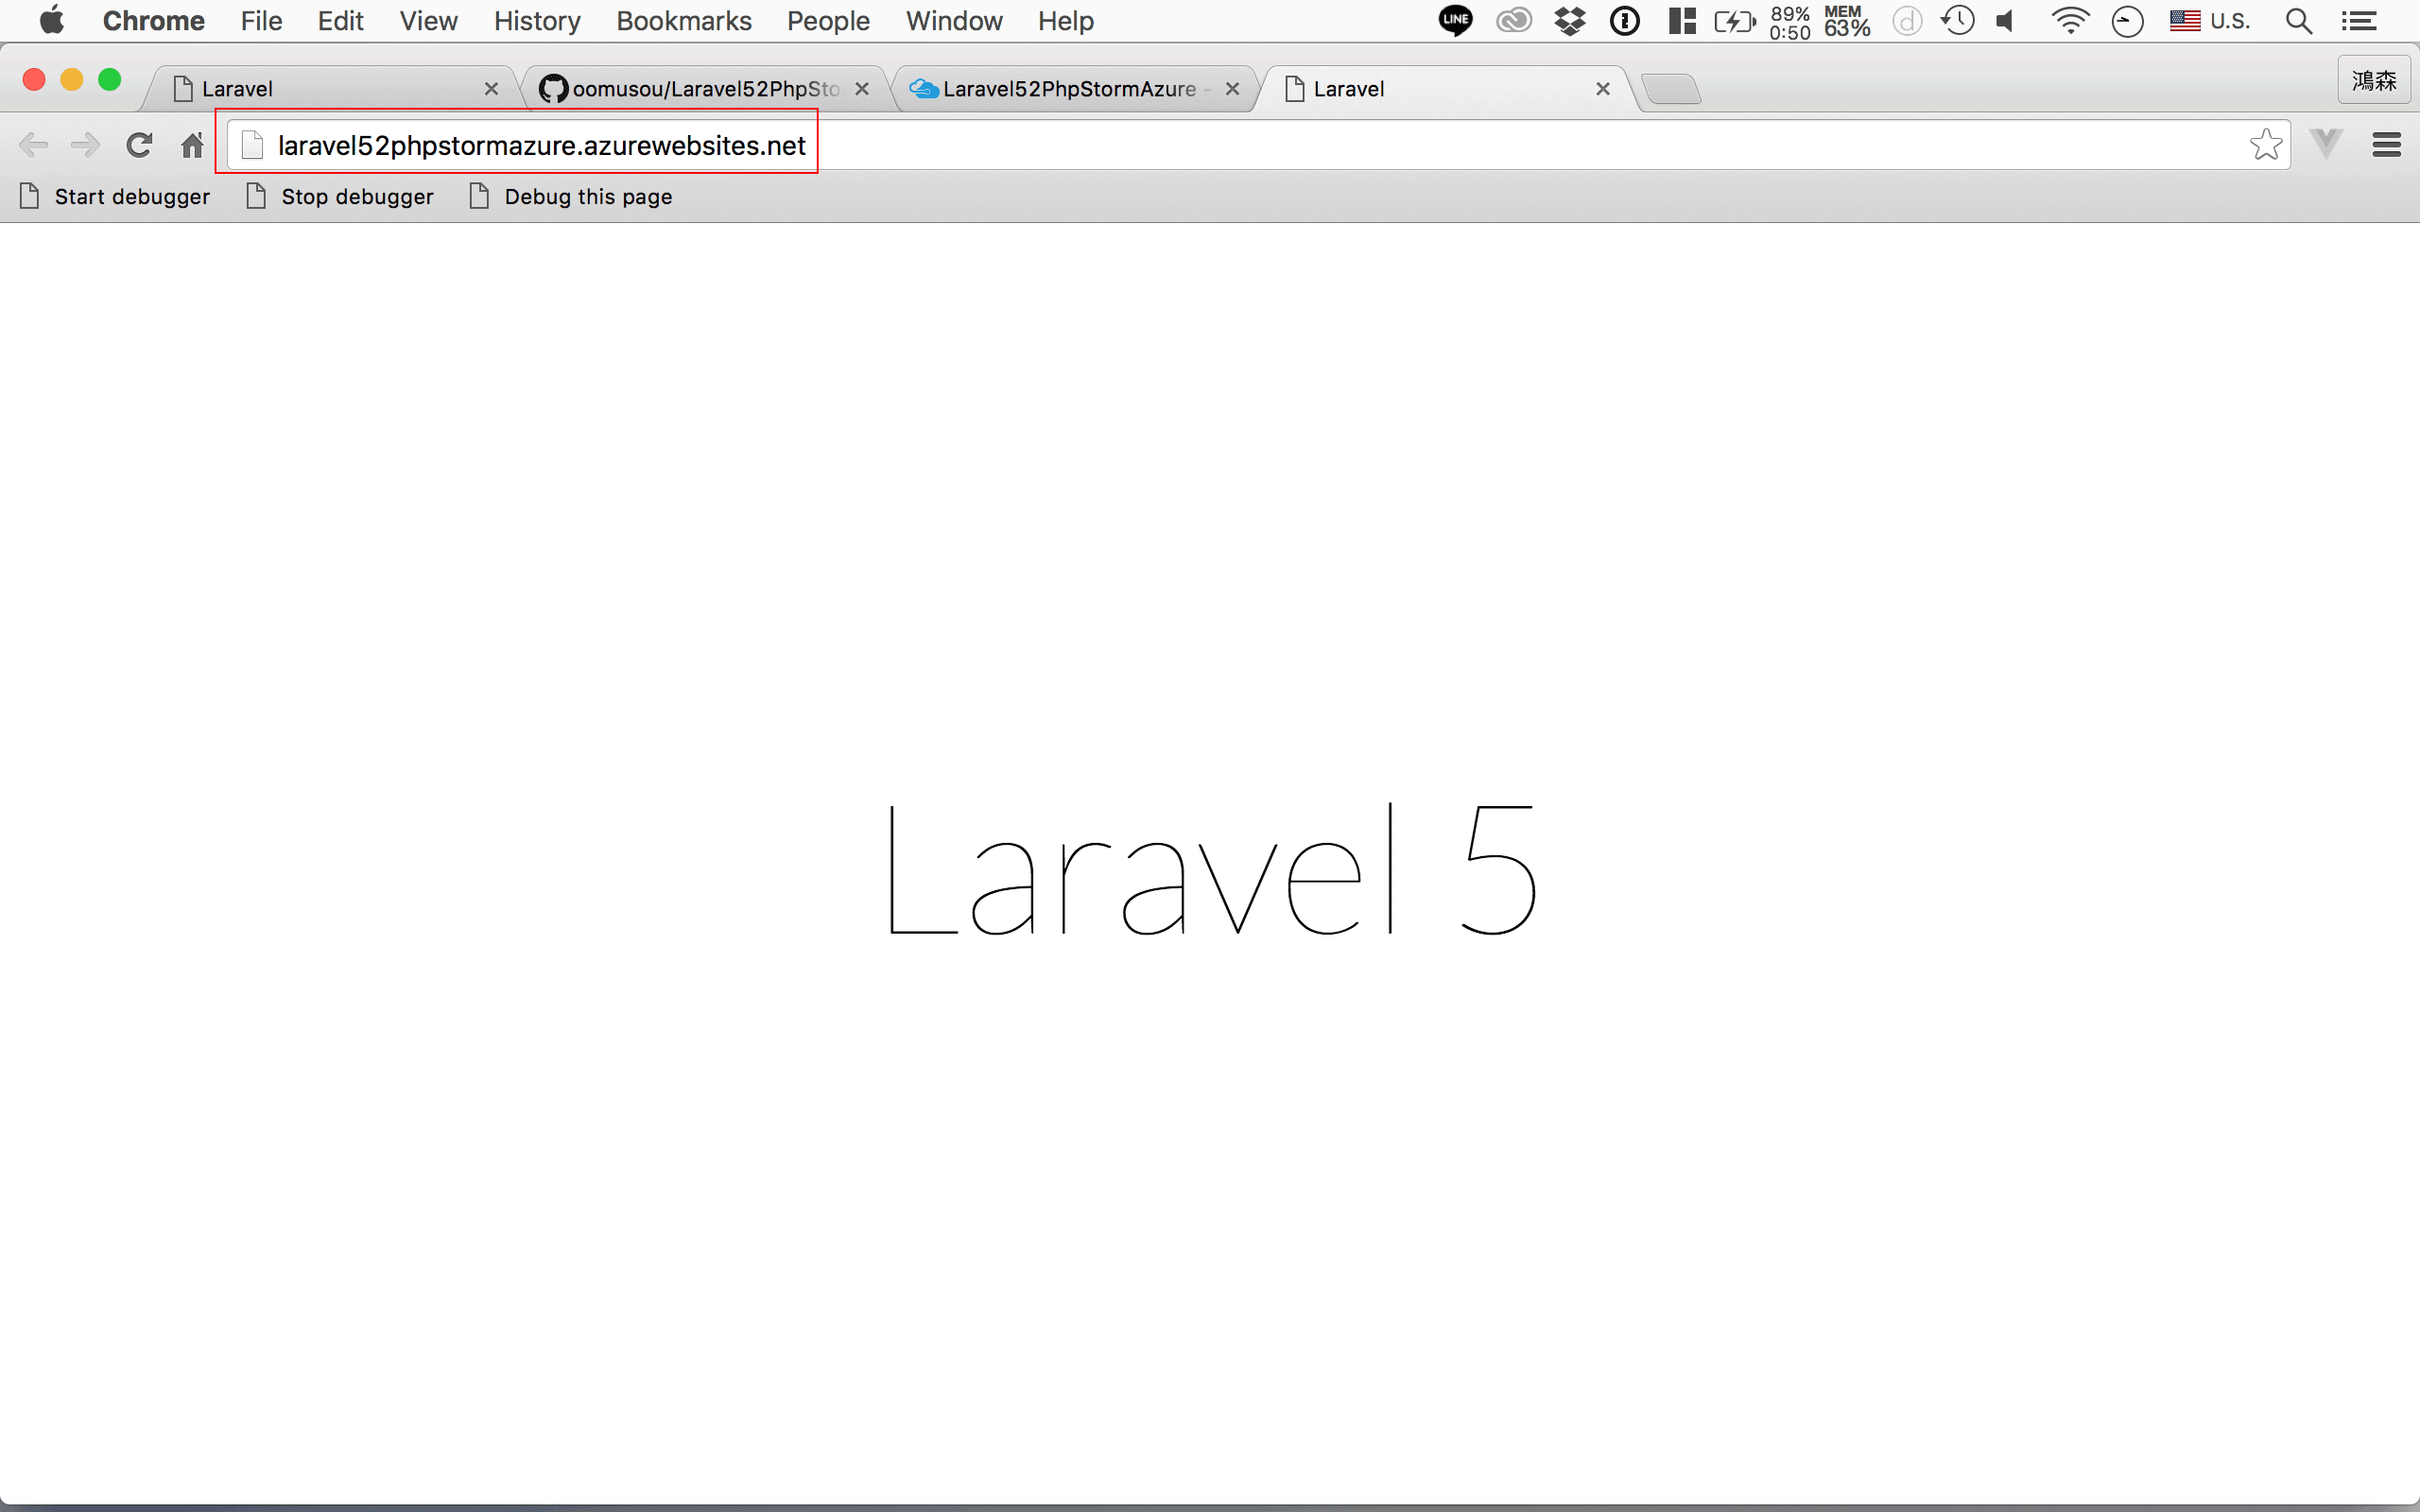 Chrome File Edit View History Bookmarks People Window Help LINE 89% 0:50 MEM 63% d U.S.
Laravel oomusou/Laravel52PhpSto Laravel52PhpStormAzure - Laravel 鴻森
laravel52phpstormazure.azurewebsites.net
Start debugger Stop debugger Debug this page
Laravel 5